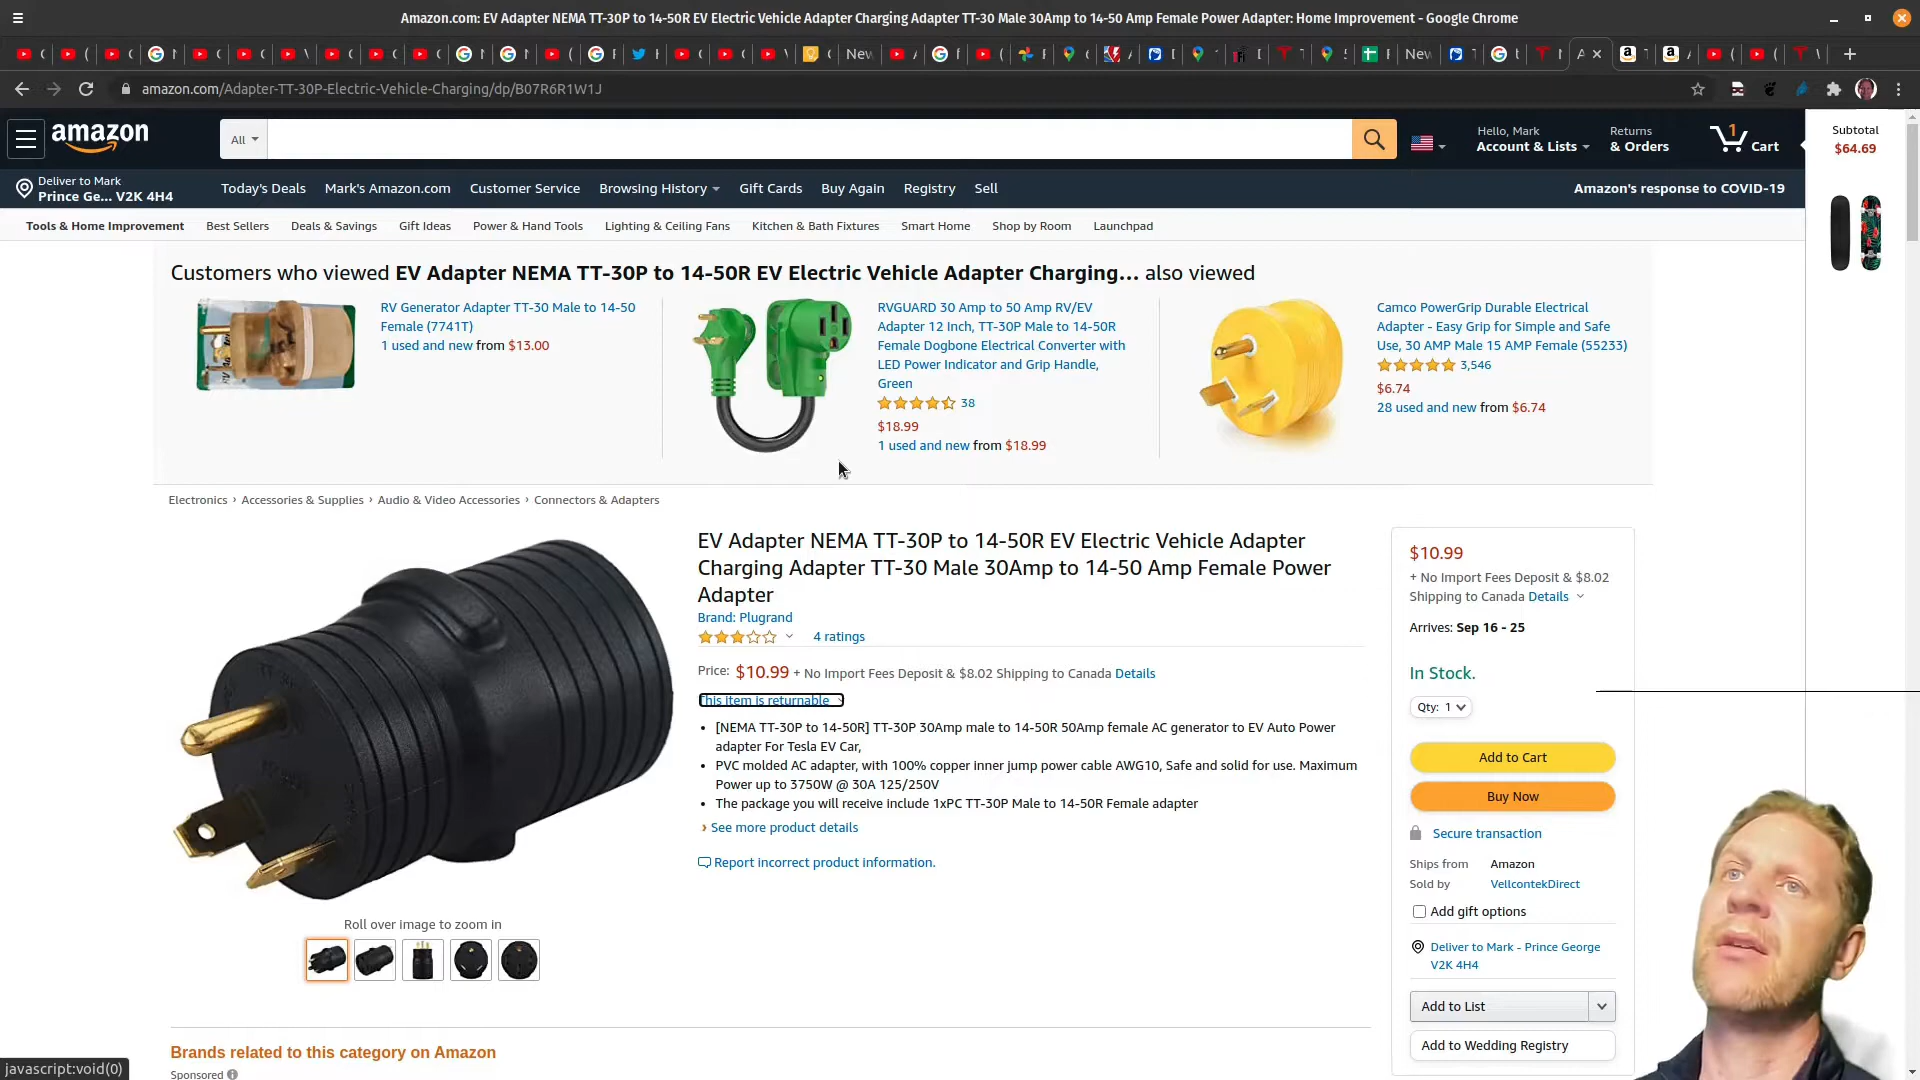 Amazon.com: EV Adapter NEMA TT-30P to 14-50R EV Electric Vehicle Adapter Charging Adapter TT-30 Male 30Amp to 14-50 Amp Female Power Adapter: Home Improvement - Google Chrome
amazon.com/Adapter-TT-30P-Electric-Vehicle-Charging/dp/B07R6R1W1J
amazon
All
Hello, Mark
Account & Lists
Returns
& Orders
1
Cart
Subtotal
$64.69
Deliver to Mark
Prince Ge... V2K 4H4
Today's Deals
Mark's Amazon.com
Customer Service
Browsing History
Gift Cards
Buy Again
Registry
Sell
Amazon's response to COVID-19
Tools & Home Improvement
Best Sellers
Deals & Savings
Gift Ideas
Power & Hand Tools
Lighting & Ceiling Fans
Kitchen & Bath Fixtures
Smart Home
Shop by Room
Launchpad
Customers who viewed EV Adapter NEMA TT-30P to 14-50R EV Electric Vehicle Adapter Charging... also viewed
RV Generator Adapter TT-30 Male to 14-50
Female (7741T)
1 used and new from $13.00
RVGUARD 30 Amp to 50 Amp RV/EV
Adapter 12 Inch, TT-30P Male to 14-50R
Female Dogbone Electrical Converter with
LED Power Indicator and Grip Handle,
Green
38
$18.99
1 used and new from $18.99
Camco PowerGrip Durable Electrical
Adapter - Easy Grip for Simple and Safe
Use, 30 AMP Male 15 AMP Female (55233)
3,546
$6.74
28 used and new from $6.74
Electronics › Accessories & Supplies › Audio & Video Accessories › Connectors & Adapters
EV Adapter NEMA TT-30P to 14-50R EV Electric Vehicle Adapter
Charging Adapter TT-30 Male 30Amp to 14-50 Amp Female Power
Adapter
Brand: Plugrand
4 ratings
Price: $10.99 + No Import Fees Deposit & $8.02 Shipping to Canada Details
This item is returnable
• [NEMA TT-30P to 14-50R] TT-30P 30Amp male to 14-50R 50Amp female AC generator to EV Auto Power
adapter For Tesla EV Car,
• PVC molded AC adapter, with 100% copper inner jump power cable AWG10, Safe and solid for use. Maximum
Power up to 3750W @ 30A 125/250V
• The package you will receive include 1xPC TT-30P Male to 14-50R Female adapter
› See more product details
Report incorrect product information.
Roll over image to zoom in
$10.99
+ No Import Fees Deposit & $8.02
Shipping to Canada Details
Arrives: Sep 16 - 25
In Stock.
Qty: 1
Add to Cart
Buy Now
Secure transaction
Ships from Amazon
Sold by VellcontekDirect
Add gift options
Deliver to Mark - Prince George
V2K 4H4
Add to List
Add to Wedding Registry
Brands related to this category on Amazon
Sponsored
javascript:void(0)